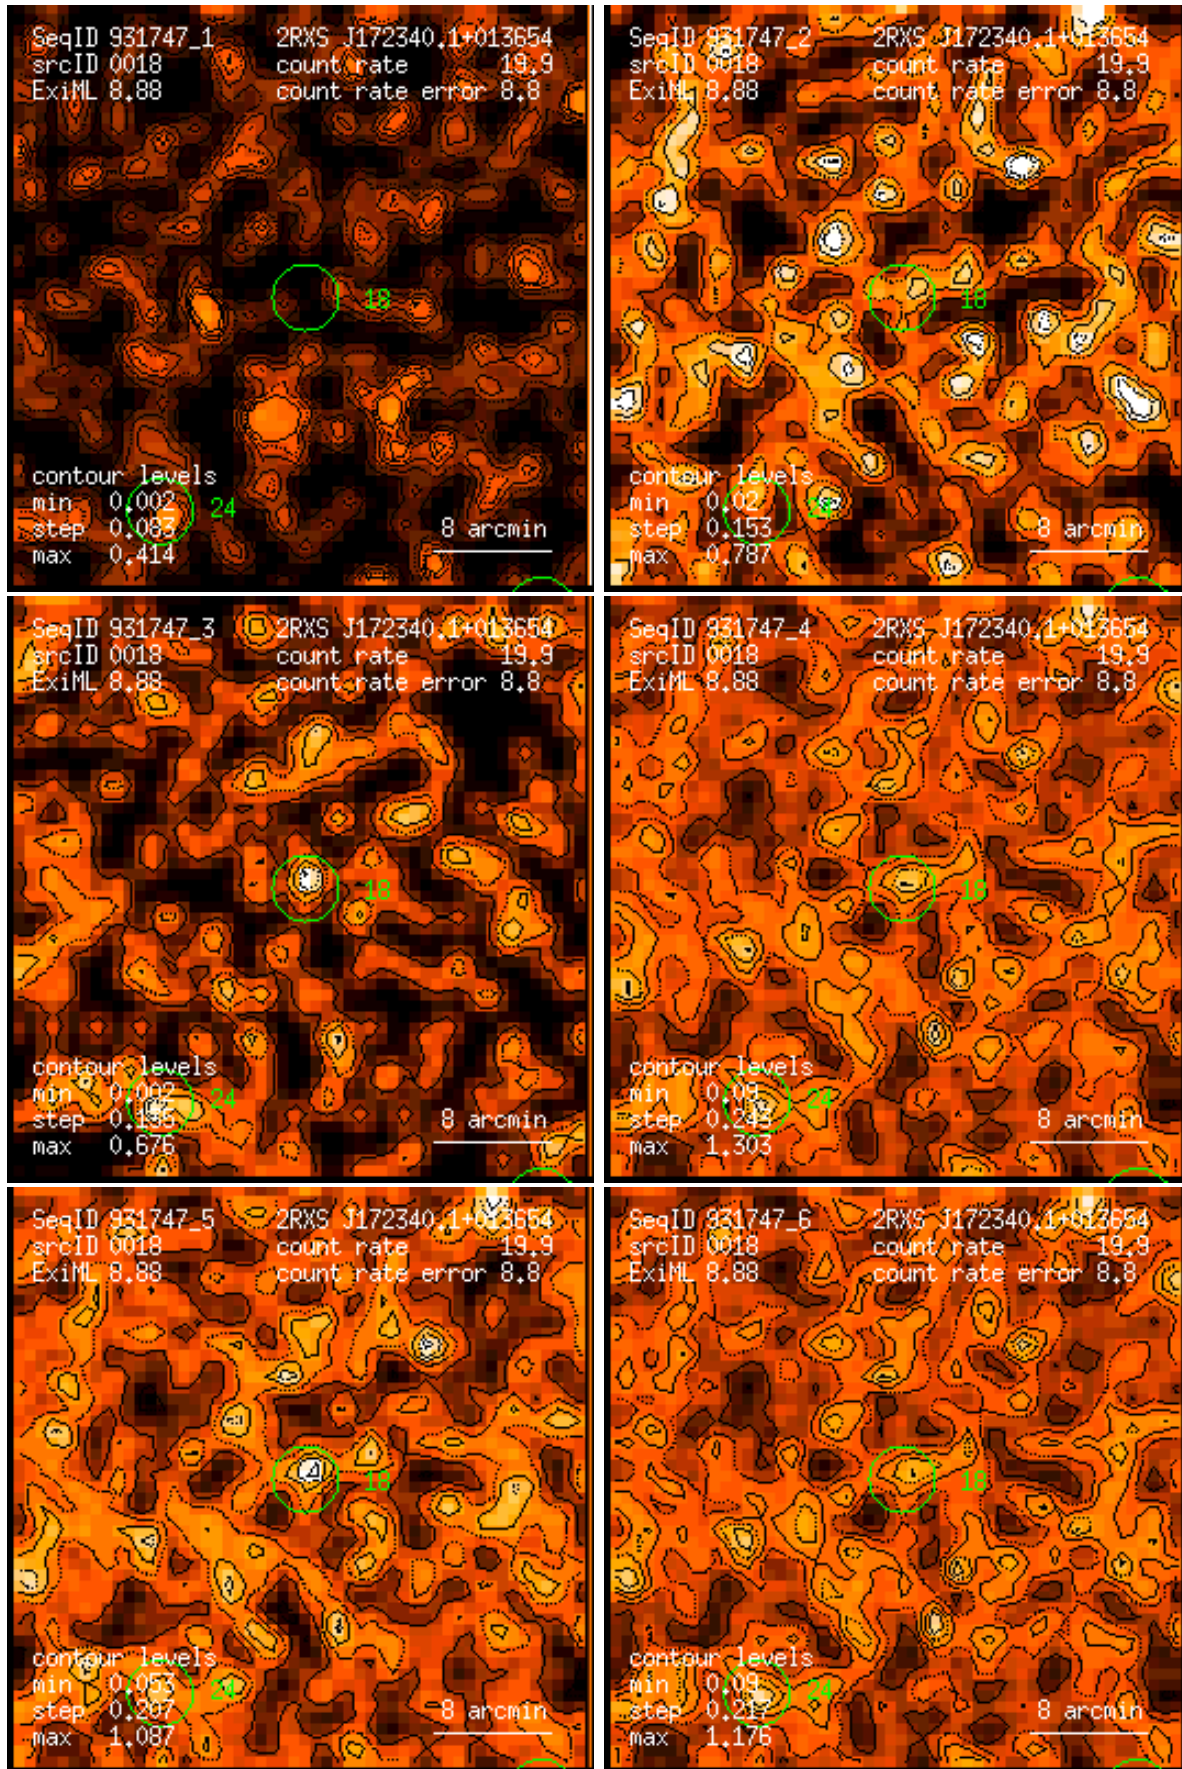 SeqID 931747_1 2RXS J172340.1+013654
srcID 0018 count rate 19.9
ExiML 8.88 count rate error 8.8
18
contour levels
min 0.002
24
step 0.083
8 arcmin
max 0.414
SeqID 931747_2 2RXS J172340.1+013654
srcID 0018 count rate 19.9
ExiML 8.88 count rate error 8.8
18
contour levels
min 0.02
24
step 0.153
8 arcmin
max 0.787
SeqID 931747_3 2RXS J172340.1+013654
srcID 0018 count rate 19.9
ExiML 8.88 count rate error 8.8
18
contour levels
min 0.002
24
step
8 arcmin
max 0.676
SeqID 931747_4 2RXS J172340.1+013654
srcID 0018 count rate 19.9
ExiML 8.88 count rate error 8.8
18
contour levels
min 0.09
24
step 0.243
8 arcmin
max 1.303
SeqID 931747_5 2RXS J172340.1+013654
srcID 0018 count rate 19.9
ExiML 8.88 count rate error 8.8
18
contour levels
min 0.053
24
step 0.207
8 arcmin
max 1.087
SeqID 931747_6 2RXS J172340.1+013654
srcID 0018 count rate 19.9
ExiML 8.88 count rate error 8.8
18
contour levels
min 0.09
24
step 0.217
8 arcmin
max 1.176